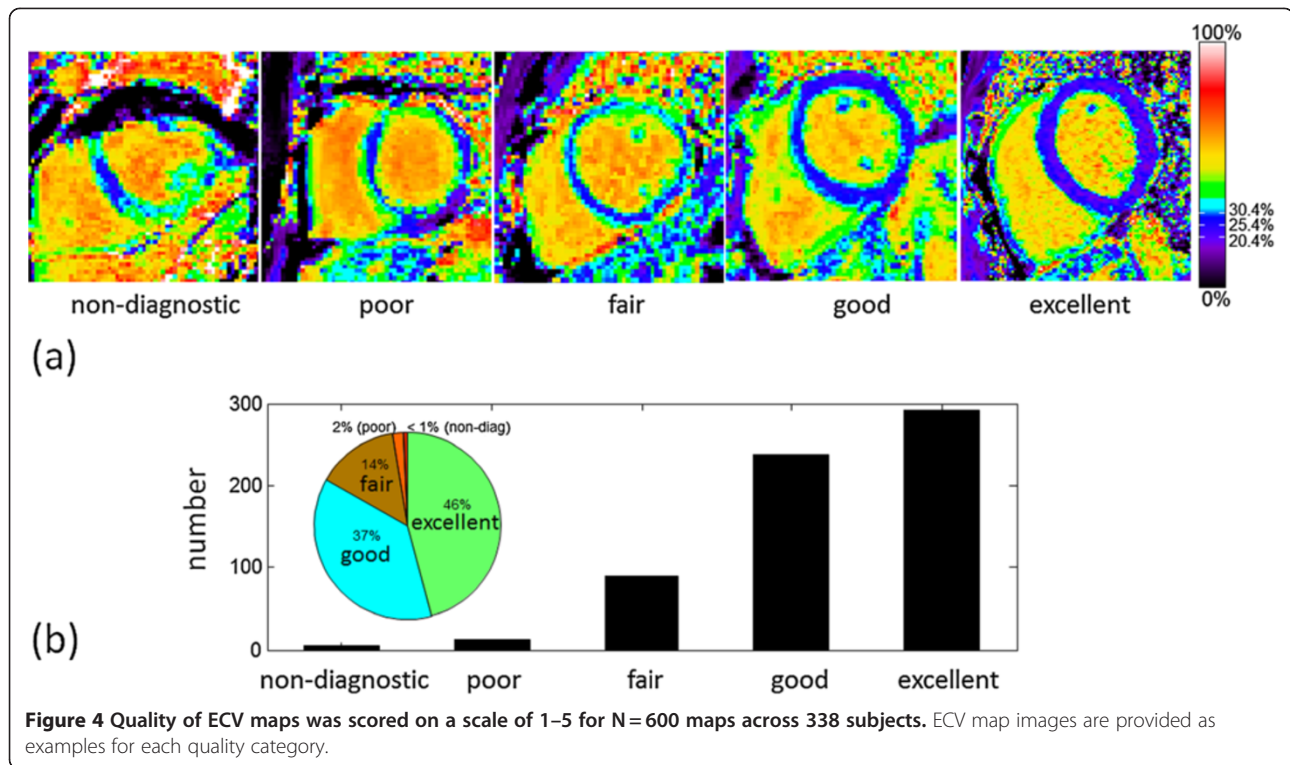 100%
30.4%
25.4%
20.4%
0%
non-diagnostic poor fair good excellent
(a)
300
200
100
0
number
2% (poor) < 1% (non-diag)
14%
fair
46%
excellent
37%
good
(b)
non-diagnostic poor fair good excellent
Figure 4 Quality of ECV maps was scored on a scale of 1–5 for N = 600 maps across 338 subjects. ECV map images are provided as
examples for each quality category.